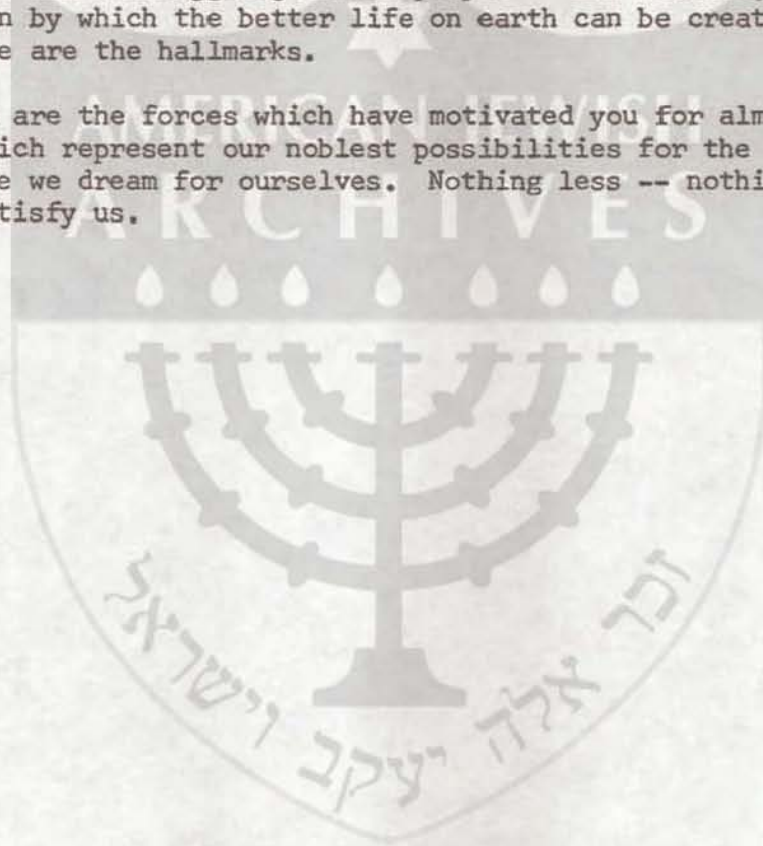 n by which the better life on earth can be creat
e are the hallmarks.
are the forces which have motivated you for alm
ich represent our noblest possibilities for the
e we dream for ourselves. Nothing less -- nothi
tisfy us.
AMERICAN JEWISH
ARCHIVES
זכר אלה יעקב וישראל